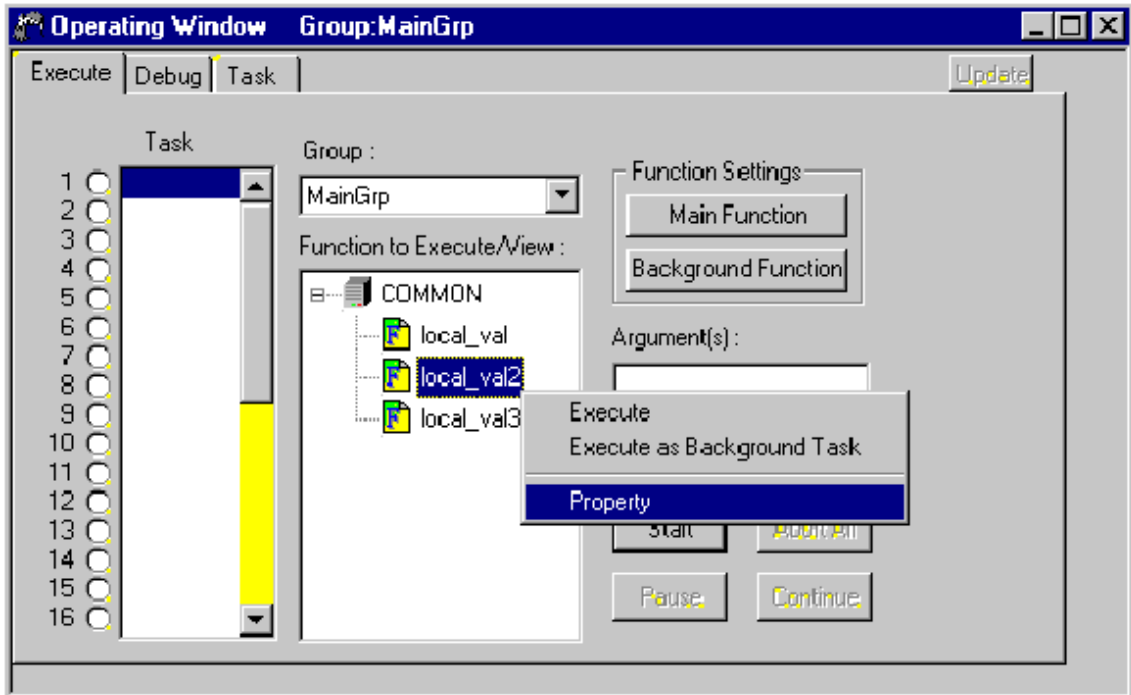 Operating Window Group:MainGrp
Execute Debug Task Update
Task
1
2
3
4
5
6
7
8
9
10
11
12
13
14
15
16
Group :
MainGrp
Function to Execute/View :
COMMON
local_val
local_val2
local_val3
Function Settings
Main Function
Background Function
Argument(s) :
Execute
Execute as Background Task
Property
Start Abort All
Pause Continue